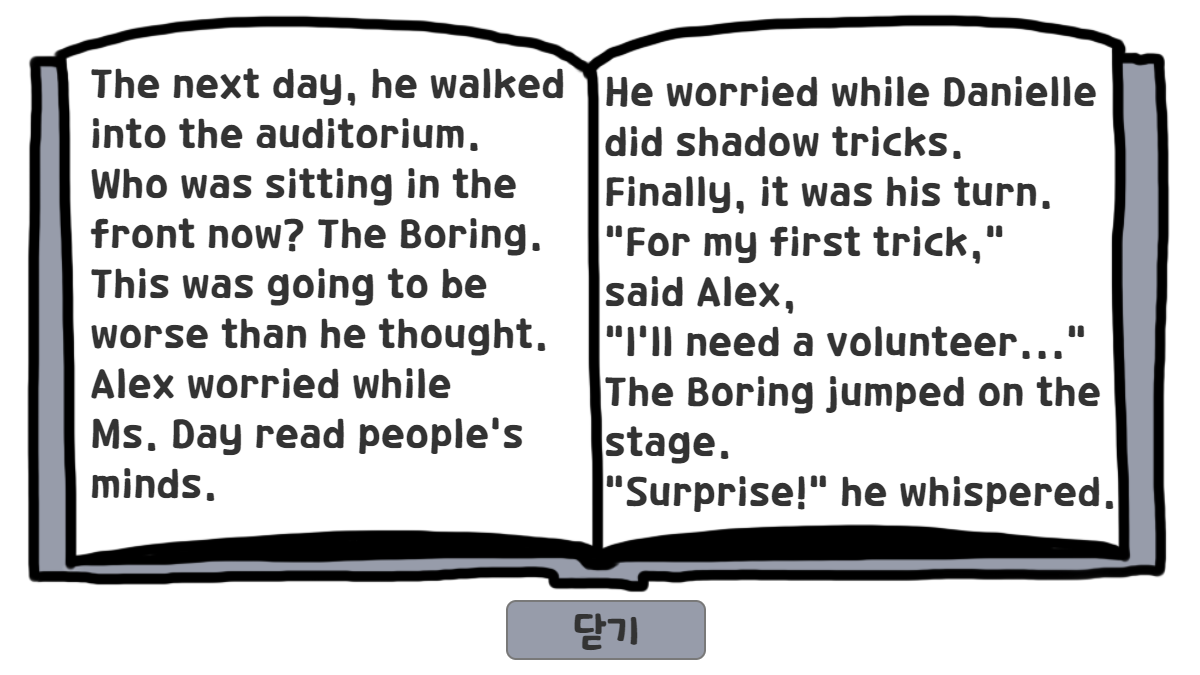 The next day, he walked
into the auditorium.
Who was sitting in the
front now? The Boring.
This was going to be
worse than he thought.
Alex worried while
Ms. Day read people's
minds.
He worried while Danielle
did shadow tricks.
Finally, it was his turn.
"For my first trick,"
said Alex,
"I'll need a volunteer..."
The Boring jumped on the
stage.
"Surprise!" he whispered.
닫기